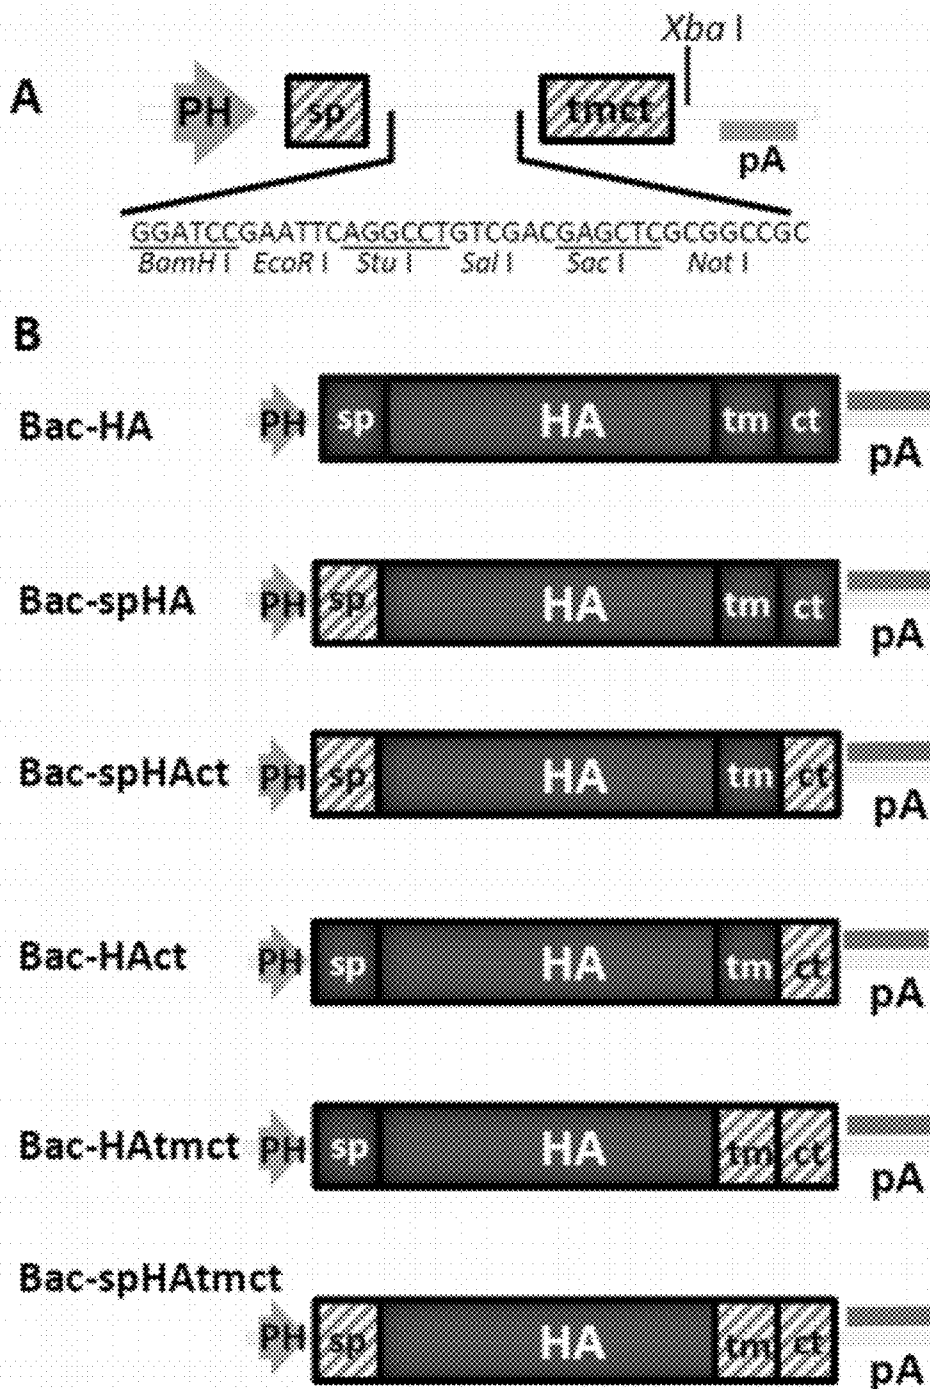 Xba I
A
PH sp tmct
pA
GGATCCGAATTCAGGCCTGTCGACGAGCTCGCGGCCGC
BamH I EcoR I Stu I Sal I Sac I Not I
B
Bac-HA PH sp HA tm ct
pA
Bac-spHA PH sp HA tm ct
pA
Bac-spHAct PH sp HA tm ct
pA
Bac-HAct PH sp HA tm ct
pA
Bac-HAtmct PH sp HA tm ct
pA
Bac-spHAtmct
PH sp HA tm ct
pA